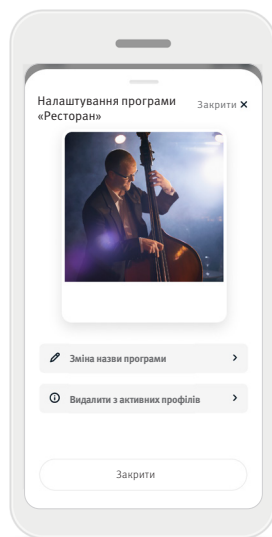 Налаштування програми
«Ресторан»
Закрити ×
Зміна назви програми
Видалити з активних профілів
Закрити